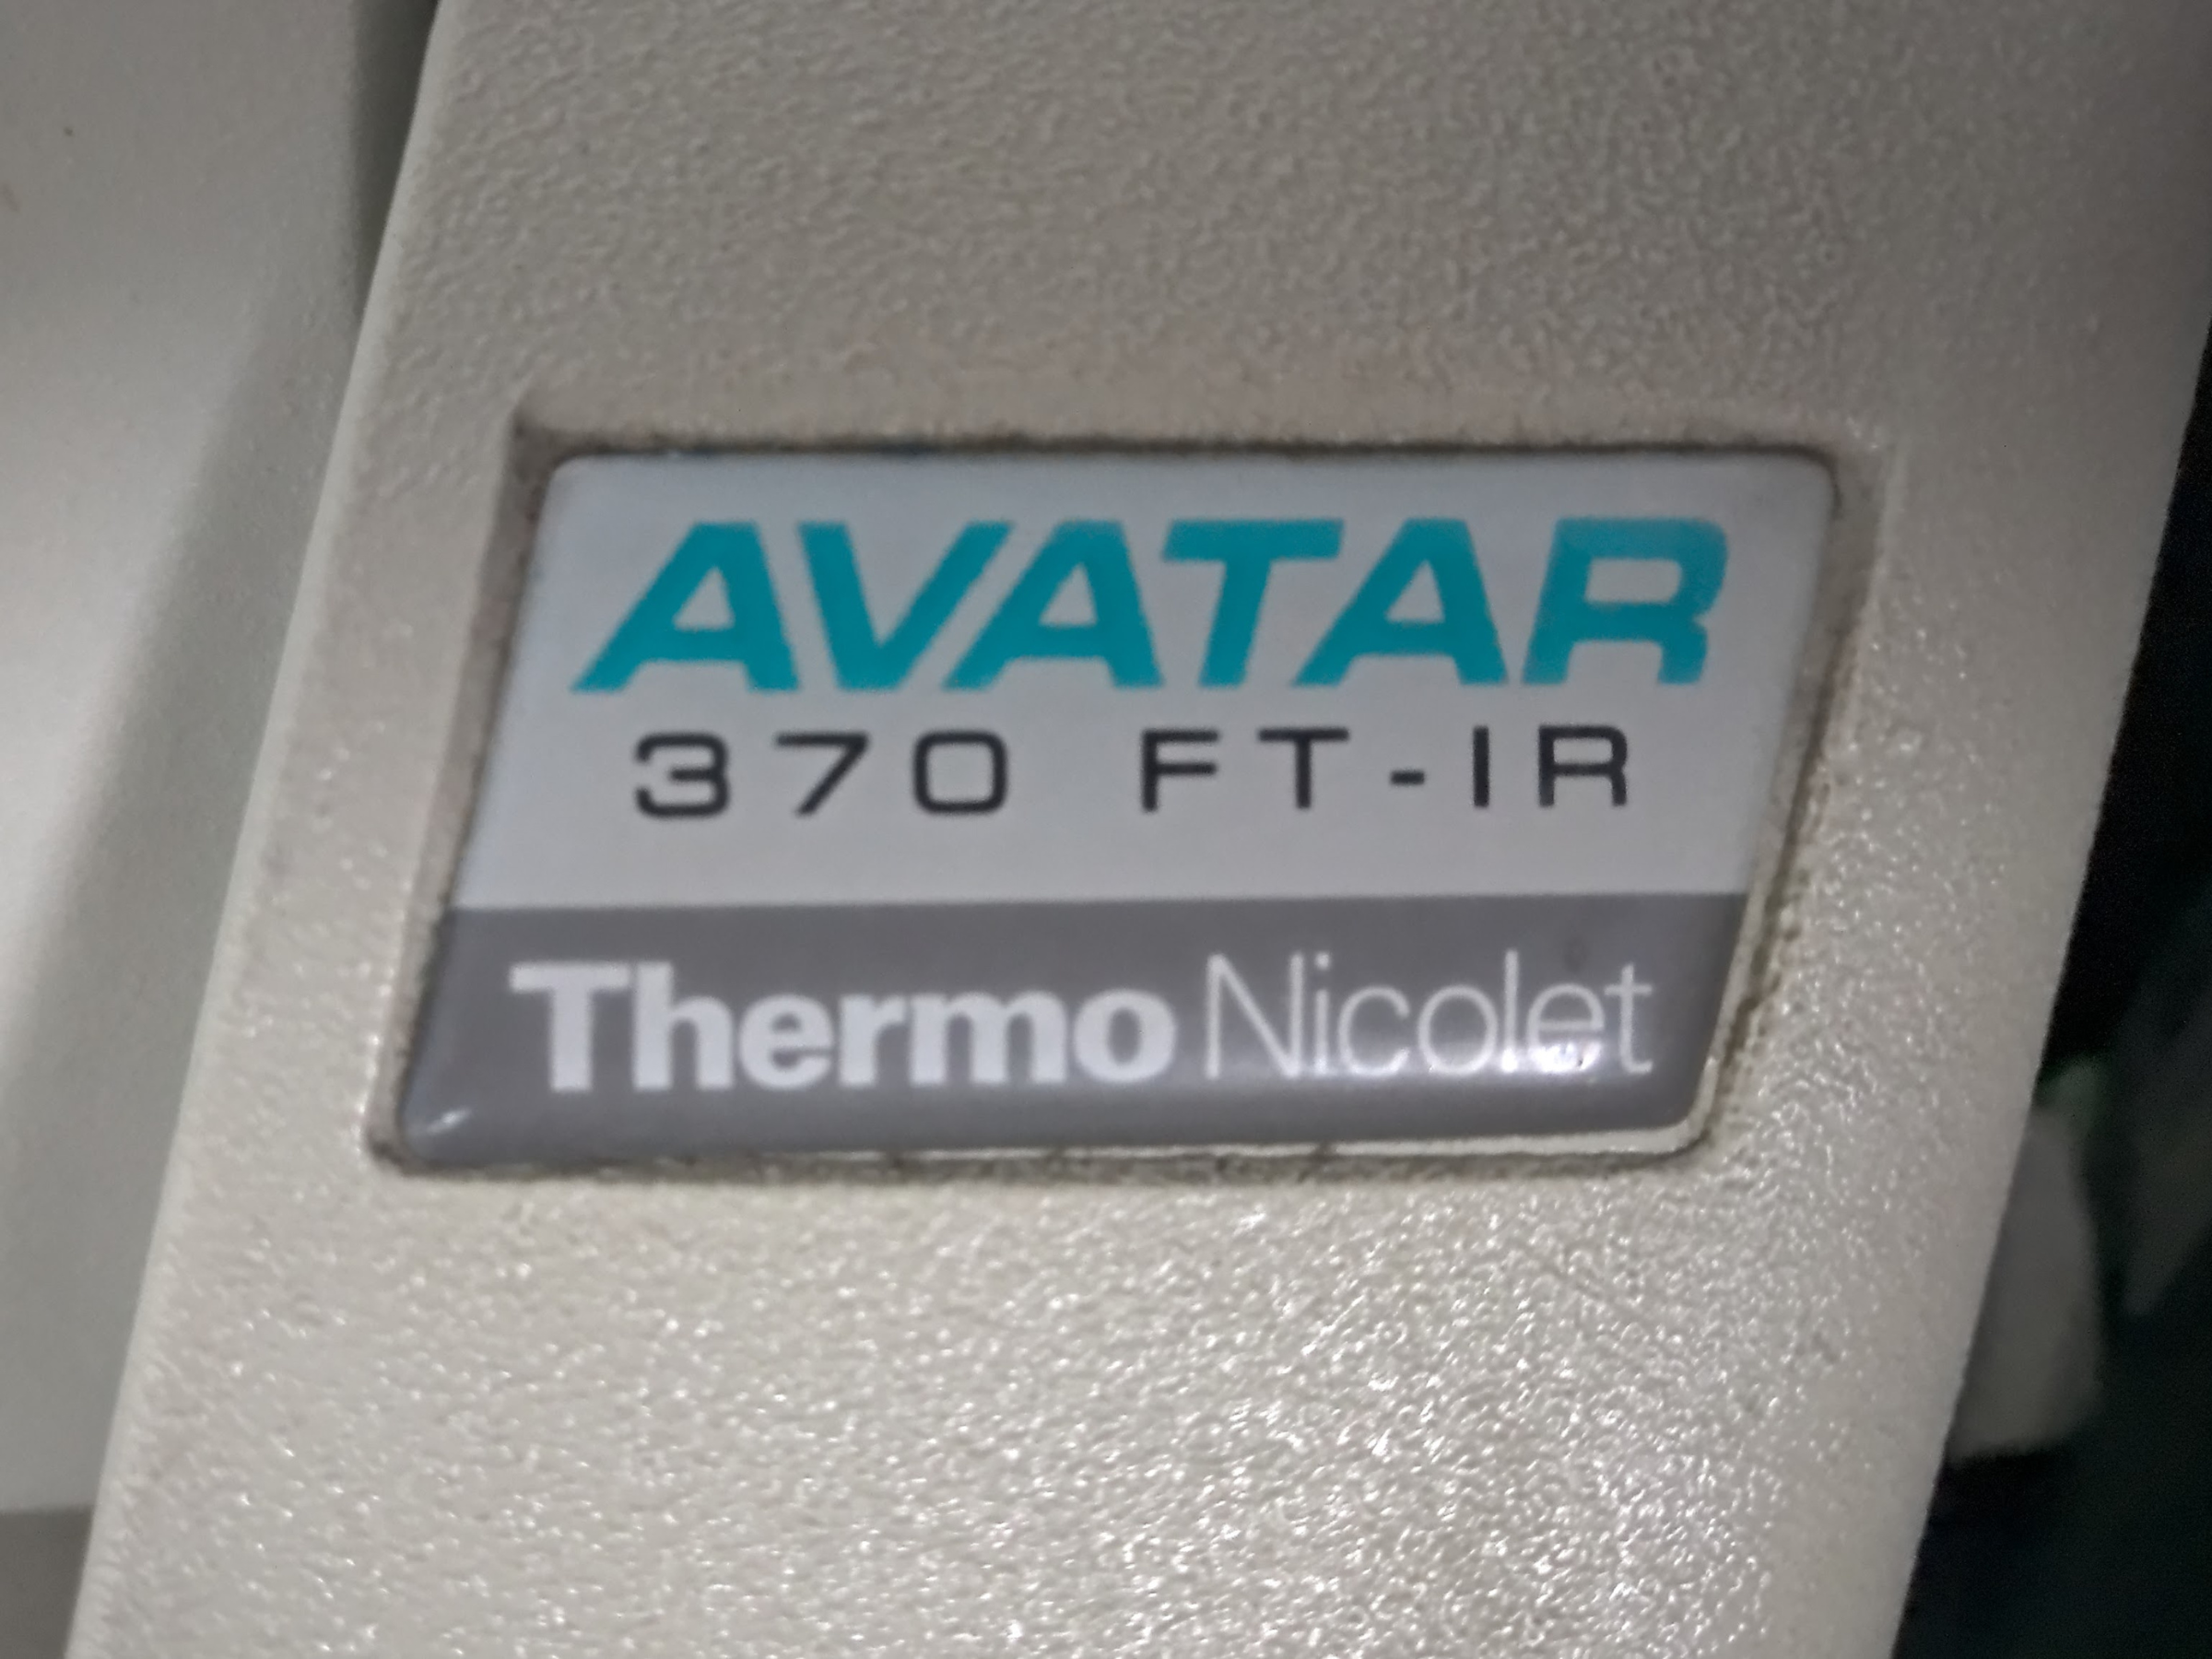 AVATAR
370 FT-IR
Thermo Nicolet